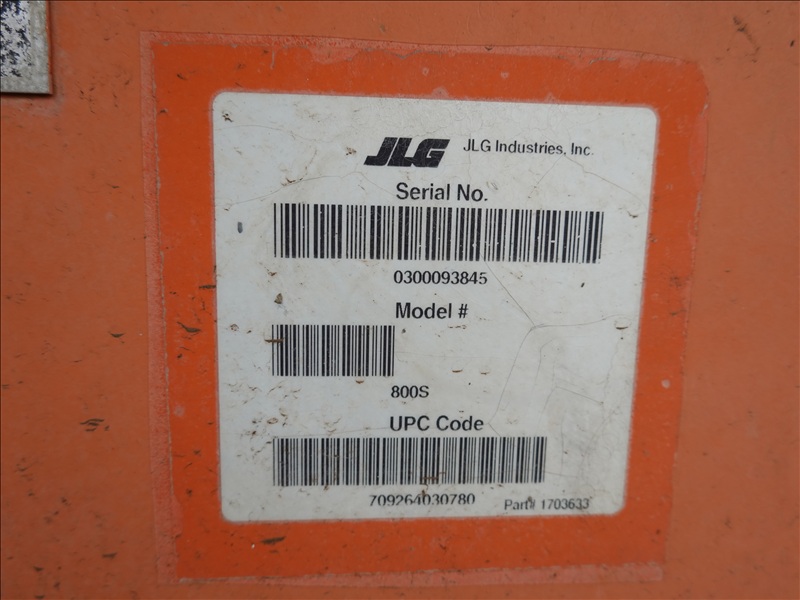 JLG JLG Industries, Inc.
Serial No.
0300093845
Model #
800S
UPC Code
709264030780
Part# 1703633